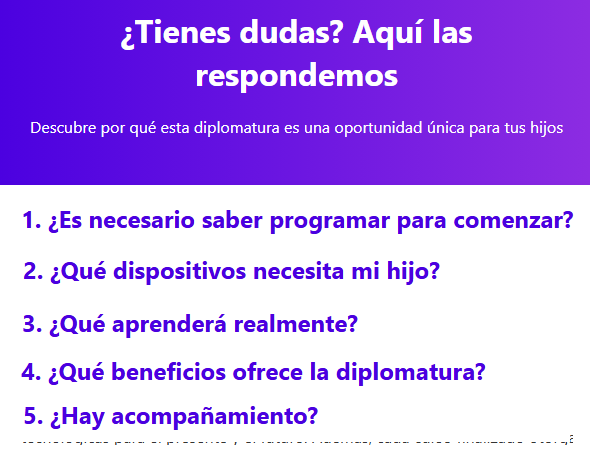 ¿Tienes dudas? Aquí las
respondemos
Descubre por qué esta diplomatura es una oportunidad única para tus hijos
1. ¿Es necesario saber programar para comenzar?
2. ¿Qué dispositivos necesita mi hijo?
3. ¿Qué aprenderá realmente?
4. ¿Qué beneficios ofrece la diplomatura?
5. ¿Hay acompañamiento?